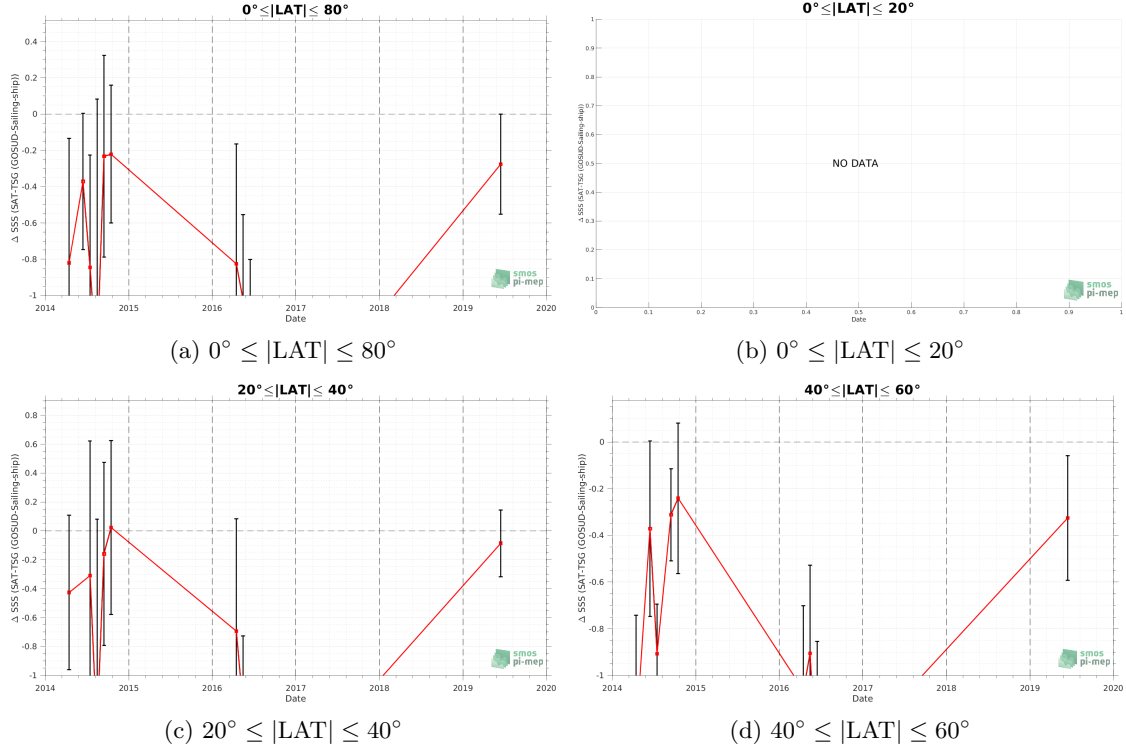 0°≤|LAT|≤ 80°
Δ SSS (SAT-TSG (GOSUD-Sailing-ship))
0.4
0.2
0
-0.2
-0.4
-0.6
-0.8
-1
2014 2015 2016 2017 2018 2019 2020
Date
smos
pi-mep
(a) 0° ≤ |LAT| ≤ 80°
0°≤|LAT|≤ 20°
Δ SSS (SAT-TSG (GOSUD-Sailing-ship))
1
0.9
0.8
0.7
0.6
0.5
0.4
0.3
0.2
0.1
0
NO DATA
0 0.1 0.2 0.3 0.4 0.5 0.6 0.7 0.8 0.9 1
Date
smos
pi-mep
(b) 0° ≤ |LAT| ≤ 20°
20°≤|LAT|≤ 40°
Δ SSS (SAT-TSG (GOSUD-Sailing-ship))
0.8
0.6
0.4
0.2
0
-0.2
-0.4
-0.6
-0.8
-1
2014 2015 2016 2017 2018 2019 2020
Date
smos
pi-mep
(c) 20° ≤ |LAT| ≤ 40°
40°≤|LAT|≤ 60°
Δ SSS (SAT-TSG (GOSUD-Sailing-ship))
0
-0.2
-0.4
-0.6
-0.8
-1
2014 2015 2016 2017 2018 2019 2020
Date
smos
pi-mep
(d) 40° ≤ |LAT| ≤ 60°